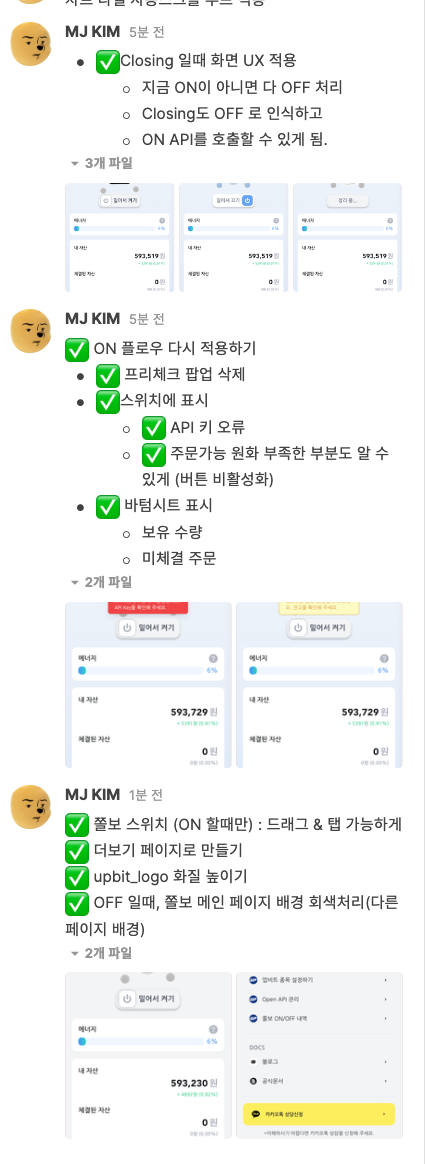 MJ KIM 5분 전
✅Closing 일때 화면 UX 적용
지금 ON이 아니면 다 OFF 처리
Closing도 OFF 로 인식하고
ON API를 호출할 수 있게 됨.
3개 파일
밀어서 켜기
밀어서 끄기
정리 중...
에너지
6%
에너지
6%
에너지
6%
내 자산
593,519 원
체결된 자산
0 원
내 자산
593,519 원
체결된 자산
0 원
내 자산
593,519 원
체결된 자산
0 원
MJ KIM 5분 전
✅ ON 플로우 다시 적용하기
✅ 프리체크 팝업 삭제
✅스위치에 표시
✅ API 키 오류
✅ 주문가능 원화 부족한 부분도 알 수
있게 (버튼 비활성화)
✅ 바텀시트 표시
보유 수량
미체결 주문
2개 파일
API Key를 확인해 주세요.
밀어서 켜기
밀어서 켜기
에너지
6%
에너지
6%
내 자산
593,729 원
내 자산
593,729 원
체결된 자산
0 원
0원 (0.00%)
체결된 자산
0 원
0원 (0.00%)
MJ KIM 1분 전
✅ 쫄보 스위치 (ON 할때만) : 드래그 & 탭 가능하게
✅ 더보기 페이지로 만들기
✅ upbit_logo 화질 높이기
✅ OFF 일때, 쫄보 메인 페이지 배경 회색처리(다른
페이지 배경)
2개 파일
밀어서 켜기
에너지
6%
내 자산
593,230 원
체결된 자산
0 원
업비트 종목 설정하기
Open API 관리
쫄보 ON/OFF 내역
DOCS
블로그
공식문서
카카오톡 상담신청